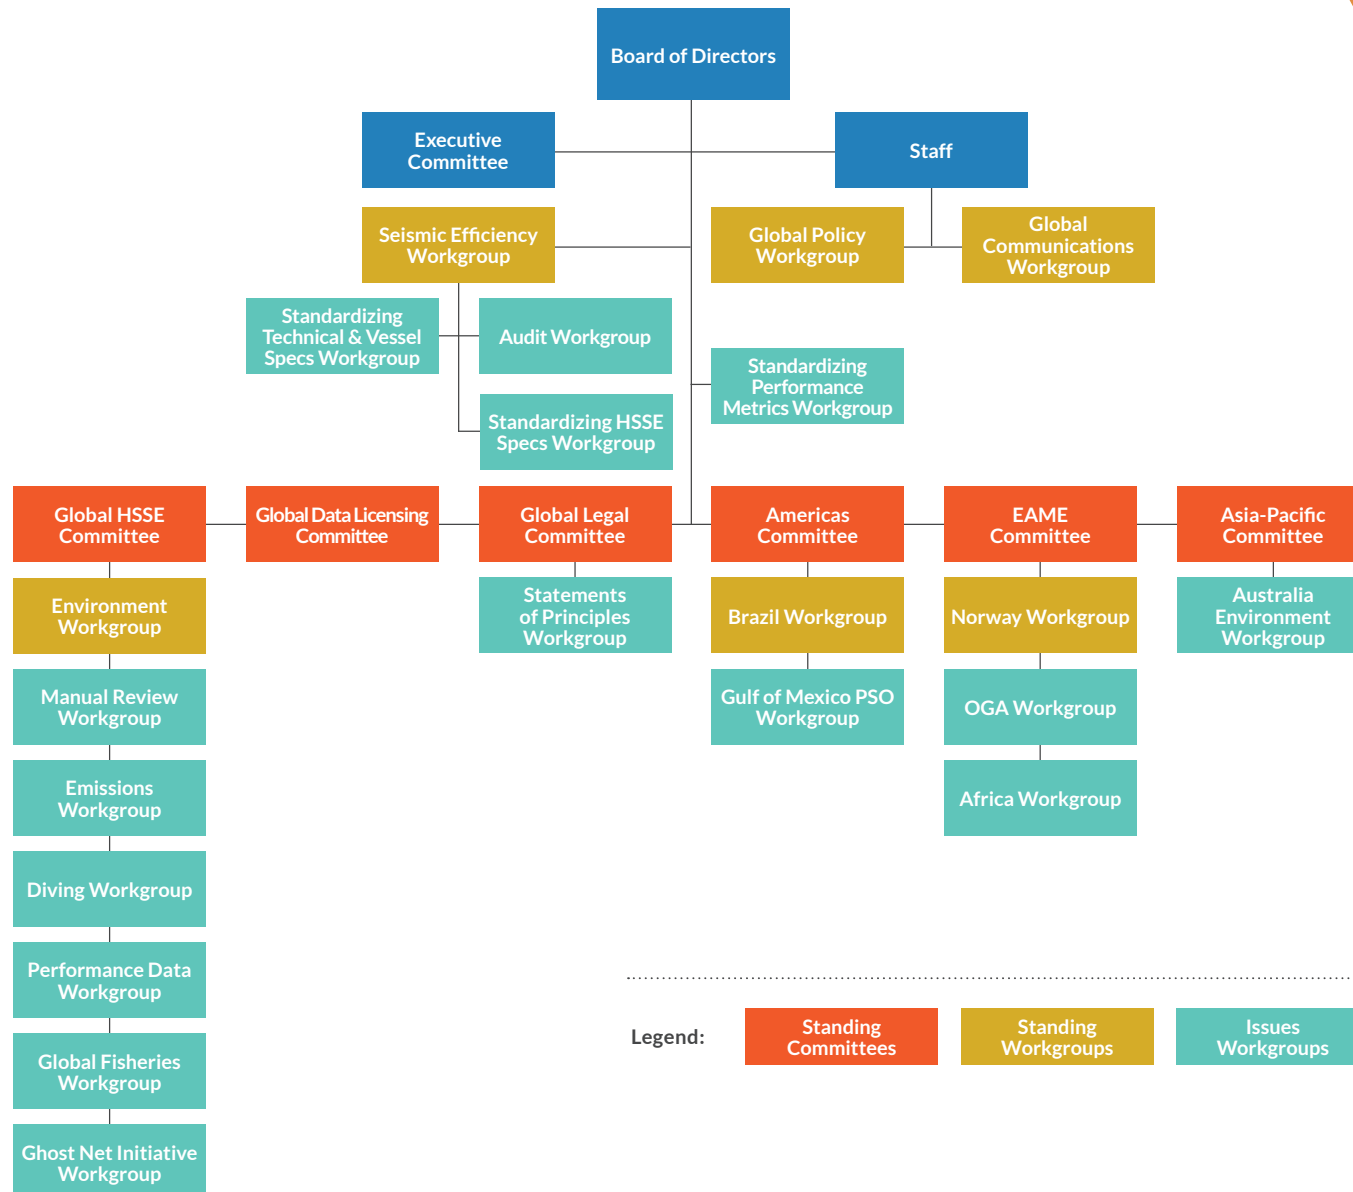 Board of Directors
Executive
Committee
Staff
Seismic Efficiency
Workgroup
Global Policy
Workgroup
Global
Communications
Workgroup
Standardizing
Technical & Vessel
Specs Workgroup
Audit Workgroup
Standardizing
Performance
Metrics Workgroup
Standardizing HSSE
Specs Workgroup
Global HSSE
Committee
Global Data Licensing
Committee
Global Legal
Committee
Americas
Committee
EAME
Committee
Asia-Pacific
Committee
Environment
Workgroup
Statements
of Principles
Workgroup
Brazil Workgroup
Norway Workgroup
Australia
Environment
Workgroup
Manual Review
Workgroup
Gulf of Mexico PSO
Workgroup
OGA Workgroup
Emissions
Workgroup
Africa Workgroup
Diving Workgroup
Performance Data
Workgroup
Global Fisheries
Workgroup
Ghost Net Initiative
Workgroup
Legend:
Standing
Committees
Standing
Workgroups
Issues
Workgroups